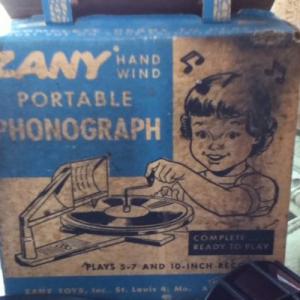 ZANY HAND
WIND
PORTABLE
PHONOGRAPH
COMPLETE
READY TO PLAY
PLAYS 5-7 AND 10-INCH REC
ZANY TOYS, Inc. St. Louis 4, Mo.